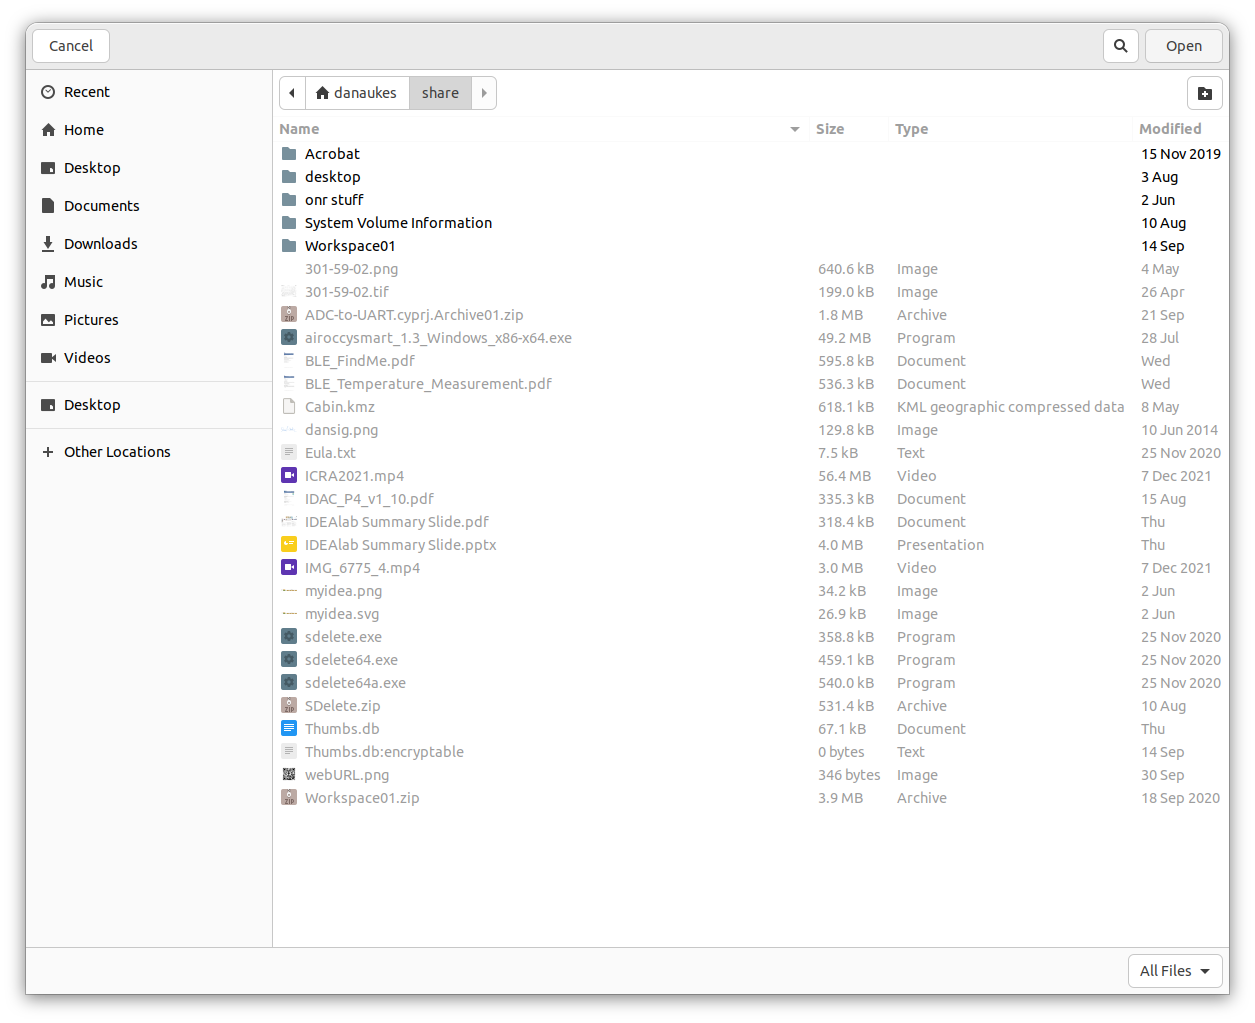 Cancel
Open
Recent
Home
Desktop
Documents
Downloads
Music
Pictures
Videos
Desktop
Other Locations
danaukes share
Name Size Type Modified
Acrobat 15 Nov 2019
desktop 3 Aug
onr stuff 2 Jun
System Volume Information 10 Aug
Workspace01 14 Sep
301-59-02.png 640.6 kB Image 4 May
301-59-02.tif 199.0 kB Image 26 Apr
ADC-to-UART.cyprj.Archive01.zip 1.8 MB Archive 21 Sep
airoccysmart_1.3_Windows_x86-x64.exe 49.2 MB Program 28 Jul
BLE_FindMe.pdf 595.8 kB Document Wed
BLE_Temperature_Measurement.pdf 536.3 kB Document Wed
Cabin.kmz 618.1 kB KML geographic compressed data 8 May
dansig.png 129.8 kB Image 10 Jun 2014
Eula.txt 7.5 kB Text 25 Nov 2020
ICRA2021.mp4 56.4 MB Video 7 Dec 2021
IDAC_P4_v1_10.pdf 335.3 kB Document 15 Aug
IDEAlab Summary Slide.pdf 318.4 kB Document Thu
IDEAlab Summary Slide.pptx 4.0 MB Presentation Thu
IMG_6775_4.mp4 3.0 MB Video 7 Dec 2021
myidea.png 34.2 kB Image 2 Jun
myidea.svg 26.9 kB Image 2 Jun
sdelete.exe 358.8 kB Program 25 Nov 2020
sdelete64.exe 459.1 kB Program 25 Nov 2020
sdelete64a.exe 540.0 kB Program 25 Nov 2020
SDelete.zip 531.4 kB Archive 10 Aug
Thumbs.db 67.1 kB Document Thu
Thumbs.db:encryptable 0 bytes Text 14 Sep
webURL.png 346 bytes Image 30 Sep
Workspace01.zip 3.9 MB Archive 18 Sep 2020
All Files